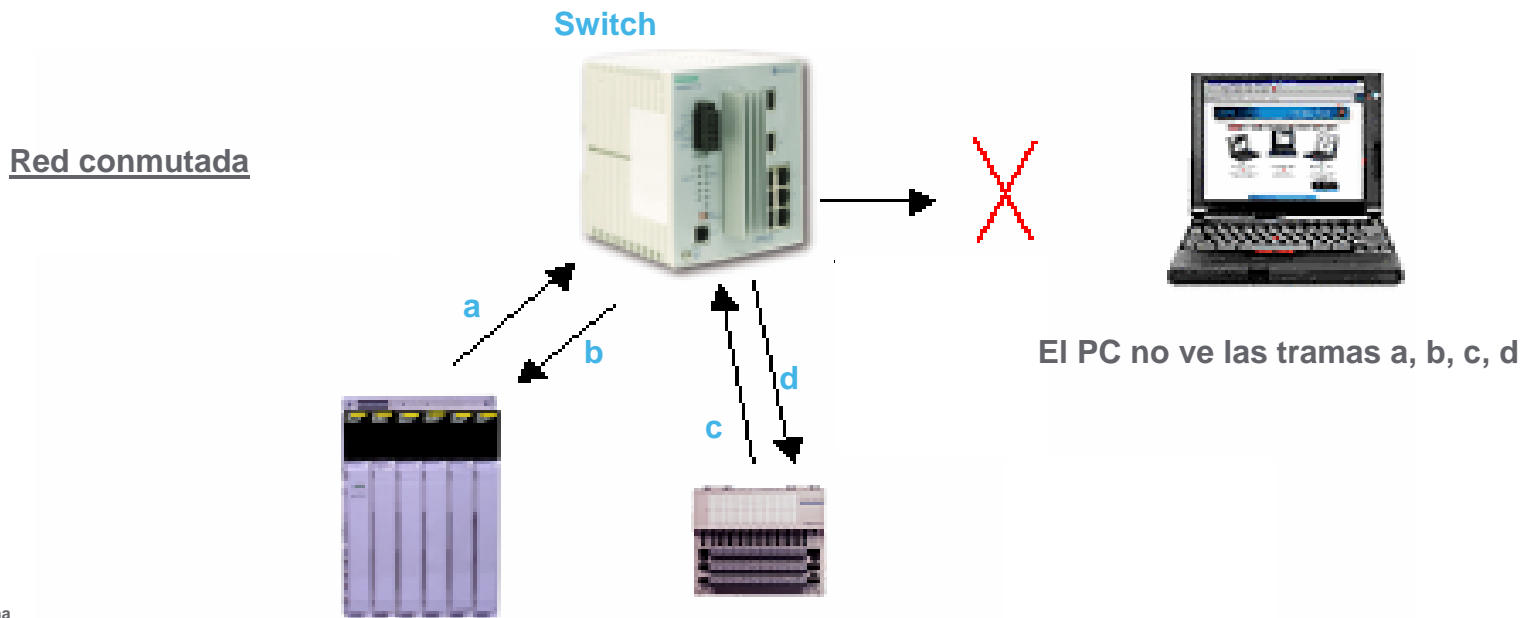 Switch
Red conmutada
a
b
El PC no ve las tramas a, b, c, d
d
c